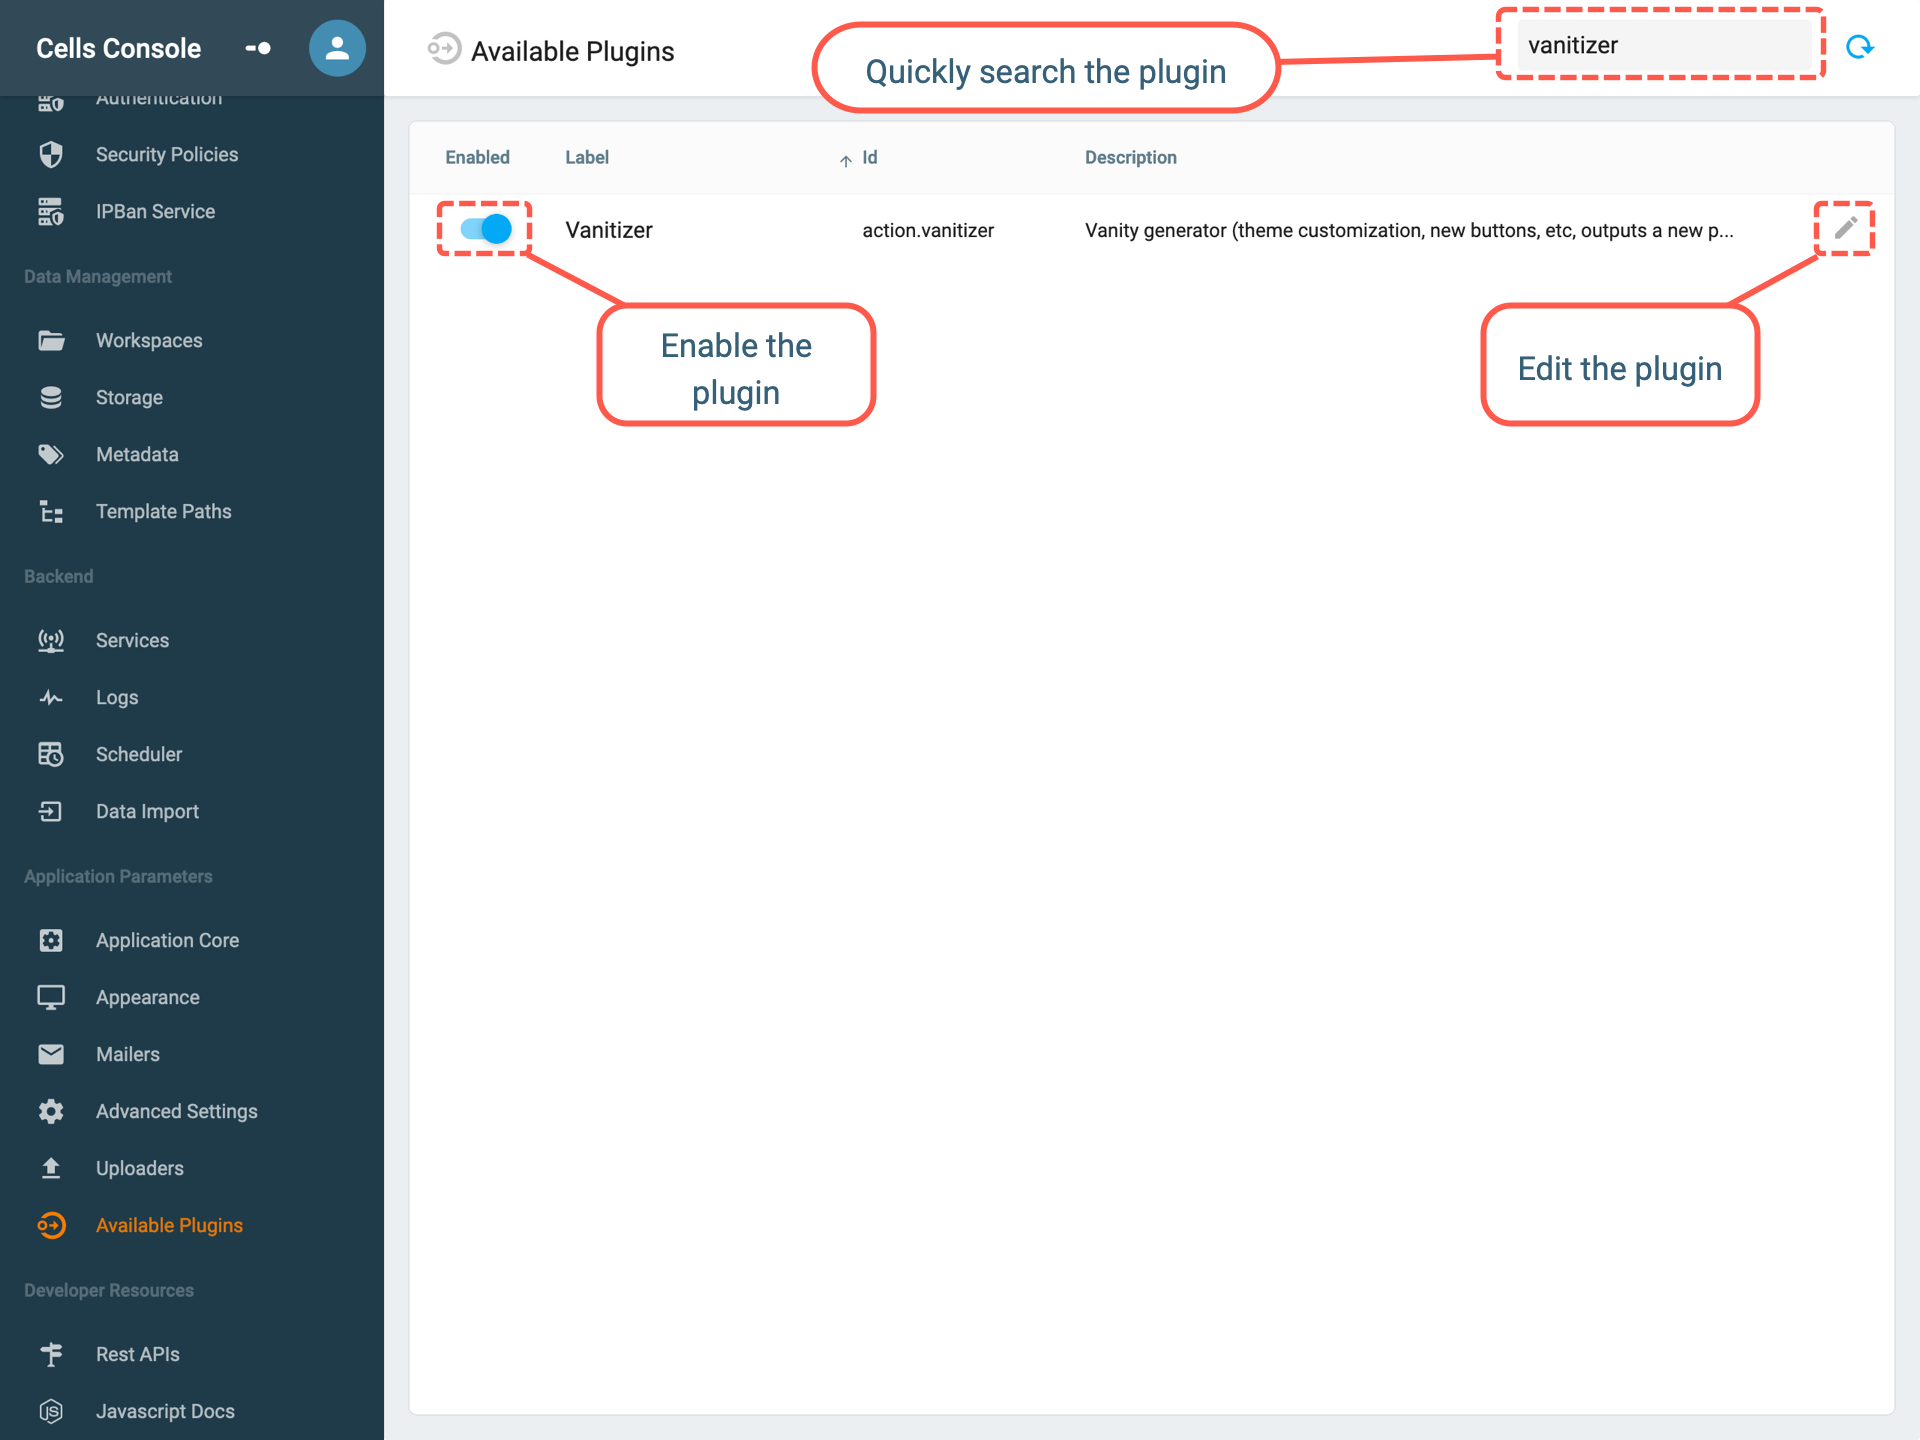 Cells Console
Authentication
Security Policies
IPBan Service
Data Management
Workspaces
Storage
Metadata
Template Paths
Backend
Services
Logs
Scheduler
Data Import
Application Parameters
Application Core
Appearance
Mailers
Advanced Settings
Uploaders
Available Plugins
Developer Resources
Rest APIs
JS
Javascript Docs
Available Plugins
Quickly search the plugin
vanitizer
Enabled
Label
Id
Description
Vanitizer
action.vanitizer
Vanity generator (theme customization, new buttons, etc, outputs a new p...
Enable the
plugin
Edit the plugin